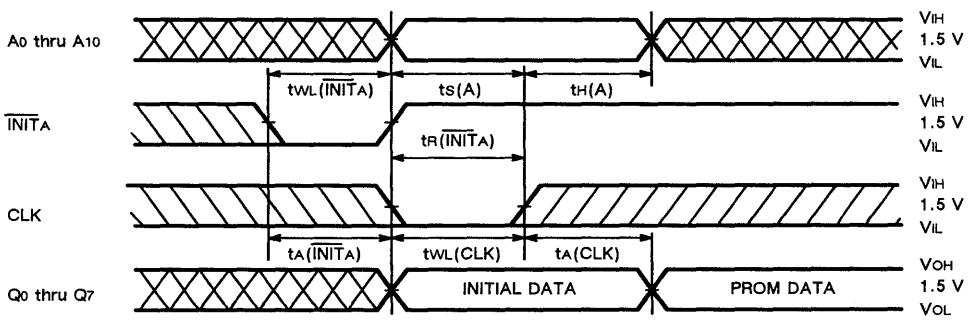 A0 thru A10
VIH
1.5 V
VIL
tWL(INITA)
tS(A)
tH(A)
INITA
VIH
1.5 V
VIL
tR(INITA)
CLK
VIH
1.5 V
VIL
tA(INITA)
tWL(CLK)
tA(CLK)
Q0 thru Q7
INITIAL DATA
PROM DATA
VOH
1.5 V
VOL